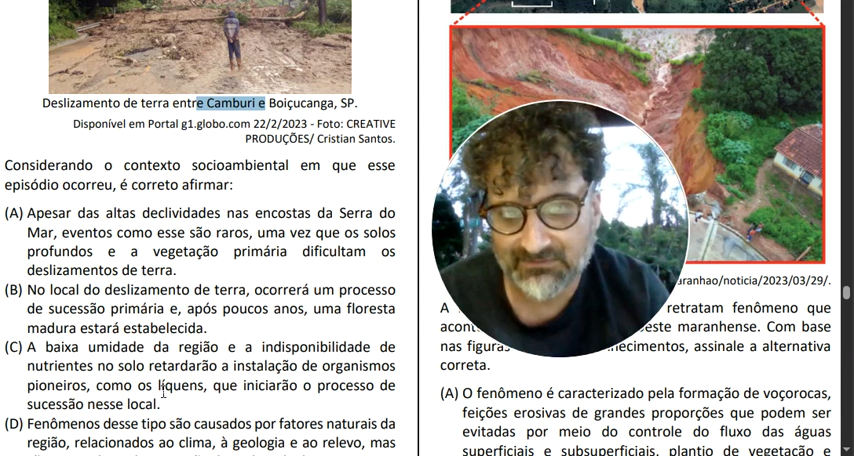 Deslizamento de terra entre Camburi e Boiçucanga, SP.
Disponível em Portal g1.globo.com 22/2/2023 - Foto: CREATIVE
PRODUÇÕES/ Cristian Santos.
Considerando o contexto socioambiental em que esse
episódio ocorreu, é correto afirmar:
(A) Apesar das altas declividades nas encostas da Serra do
Mar, eventos como esse são raros, uma vez que os solos
profundos e a vegetação primária dificultam os
deslizamentos de terra.
(B) No local do deslizamento de terra, ocorrerá um processo
de sucessão primária e, após poucos anos, uma floresta
madura estará estabelecida.
(C) A baixa umidade da região e a indisponibilidade de
nutrientes no solo retardarão a instalação de organismos
pioneiros, como os líquens, que iniciarão o processo de
sucessão nesse local.
(D) Fenômenos desse tipo são causados por fatores naturais da
região, relacionados ao clima, à geologia e ao relevo, mas
aranhao/noticia/2023/03/29/.
A retratam fenômeno que
este maranhense. Com base
nas figuras assinale a alternativa
correta.
(A) O fenômeno é caracterizado pela formação de voçorocas,
feições erosivas de grandes proporções que podem ser
evitadas por meio do controle do fluxo das águas
superficiais e subsuperficiais, plantio de vegetação e